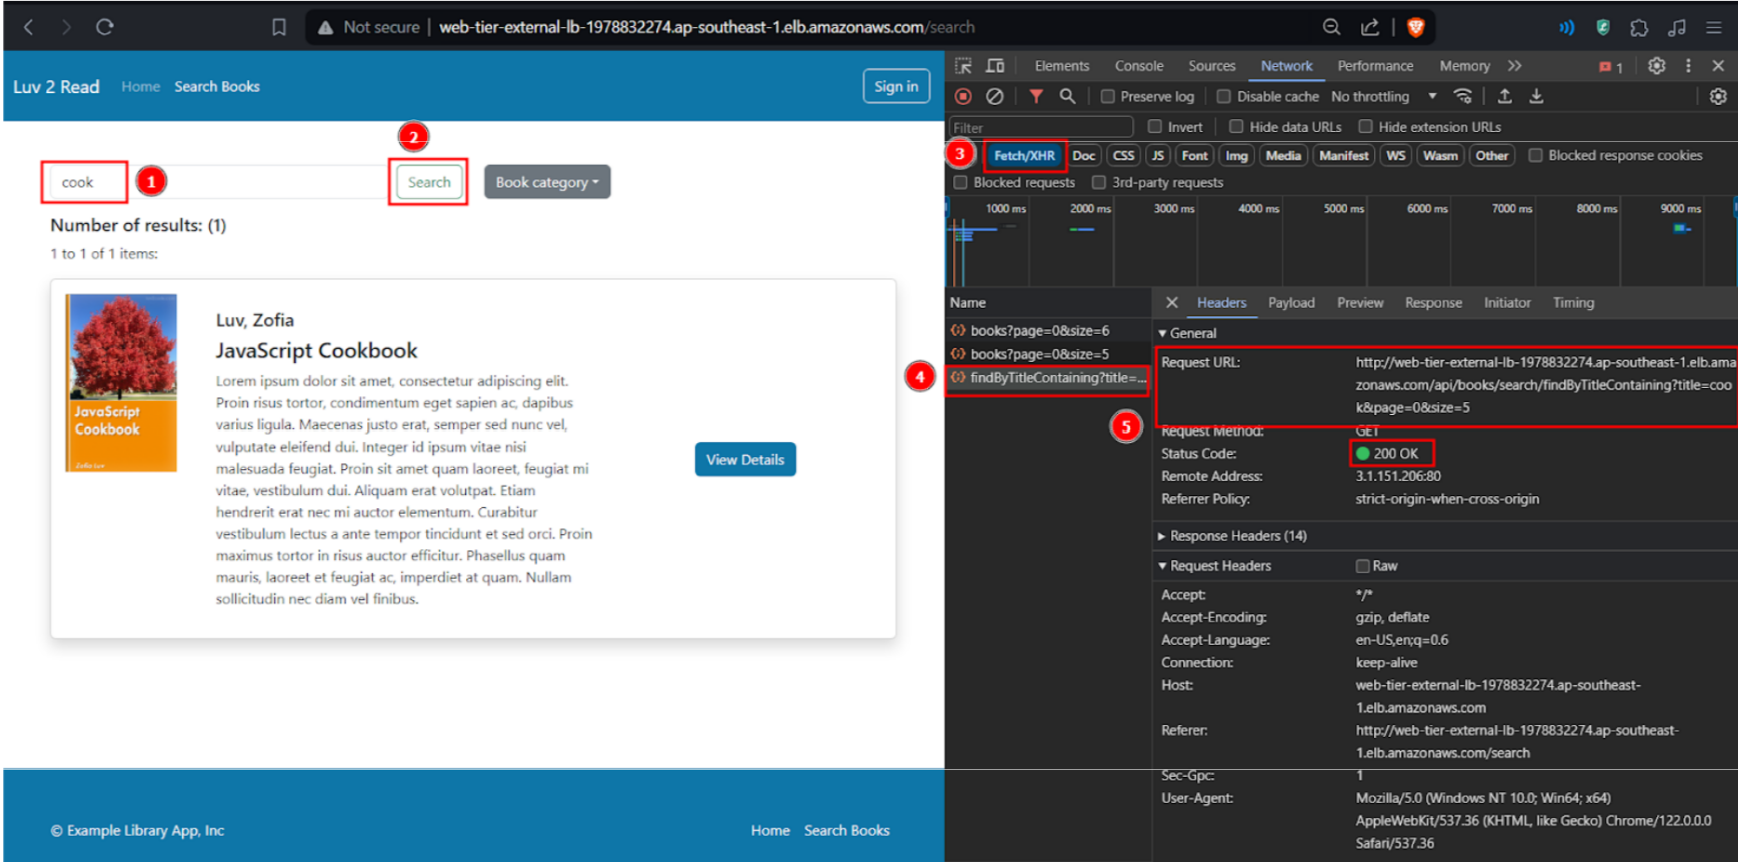 Not secure | web-tier-external-lb-1978832274.ap-southeast-1.elb.amazonaws.com/search
Luv 2 Read Home Search Books Sign in
2
cook 1 Search Book category
Number of results: (1)
1 to 1 of 1 items:
Luv, Zofia
JavaScript Cookbook
JavaScript
Cookbook
Zofia Luv
Lorem ipsum dolor sit amet, consectetur adipiscing elit.
Proin risus tortor, condimentum eget sapien ac, dapibus
varius ligula. Maecenas justo erat, semper sed nunc vel,
vulputate eleifend dui. Integer id ipsum vitae nisi
malesuada feugiat. Proin sit amet quam laoreet, feugiat mi
vitae, vestibulum dui. Aliquam erat volutpat. Etiam
hendrerit erat nec mi auctor elementum. Curabitur
vestibulum lectus a ante tempor tincidunt et sed orci. Proin
maximus tortor in risus auctor efficitur. Phasellus quam
mauris, laoreet et feugiat ac, imperdiet at quam. Nullam
sollicitudin nec diam vel finibus.
View Details
© Example Library App, Inc Home Search Books
Elements Console Sources Network Performance Memory >> 1
Preserve log Disable cache No throttling
Filter Invert Hide data URLs Hide extension URLs
3 Fetch/XHR Doc CSS JS Font Img Media Manifest WS Wasm Other Blocked response cookies
Blocked requests 3rd-party requests
1000 ms 2000 ms 3000 ms 4000 ms 5000 ms 6000 ms 7000 ms 8000 ms 9000 ms
Name
books?page=0&size=6
books?page=0&size=5
4 findByTitleContaining?title=...
5
Headers Payload Preview Response Initiator Timing
General
Request URL: http://web-tier-external-lb-1978832274.ap-southeast-1.elb.ama
zonaws.com/api/books/search/findByTitleContaining?title=coo
k&page=0&size=5
Request Method: GET
Status Code: 200 OK
Remote Address: 3.1.151.206:80
Referrer Policy: strict-origin-when-cross-origin
Response Headers (14)
Request Headers Raw
Accept: */*
Accept-Encoding: gzip, deflate
Accept-Language: en-US,en;q=0.6
Connection: keep-alive
Host: web-tier-external-lb-1978832274.ap-southeast-
1.elb.amazonaws.com
Referer: http://web-tier-external-lb-1978832274.ap-southeast-
1.elb.amazonaws.com/search
Sec-Gpc: 1
User-Agent: Mozilla/5.0 (Windows NT 10.0; Win64; x64)
AppleWebKit/537.36 (KHTML, like Gecko) Chrome/122.0.0.0
Safari/537.36